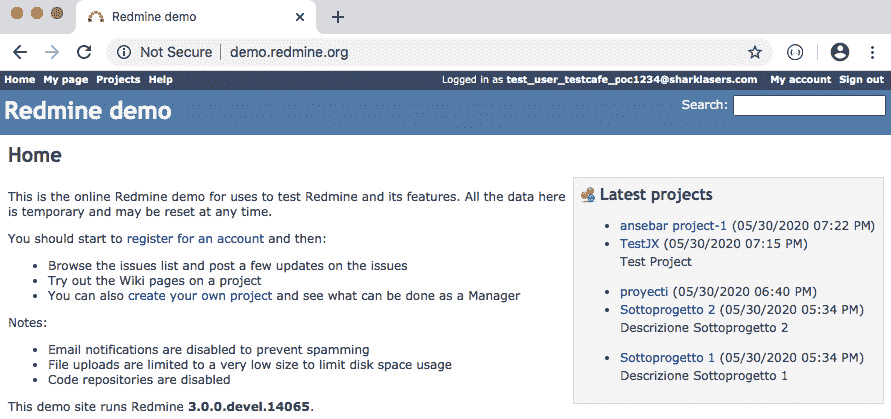 Redmine demo
Not Secure demo.redmine.org
Home My page Projects Help
Logged in as test_user_testcafe_poc1234@sharklasers.com My account Sign out
Redmine demo
Search:
Home
This is the online Redmine demo for uses to test Redmine and its features. All the data here
is temporary and may be reset at any time.
You should start to register for an account and then:
Browse the issues list and post a few updates on the issues
Try out the Wiki pages on a project
You can also create your own project and see what can be done as a Manager
Notes:
Email notifications are disabled to prevent spamming
File uploads are limited to a very low size to limit disk space usage
Code repositories are disabled
This demo site runs Redmine 3.0.0.devel.14065.
Latest projects
ansebar project-1 (05/30/2020 07:22 PM)
TestJX (05/30/2020 07:15 PM)
Test Project
proyecti (05/30/2020 06:40 PM)
Sottoprogetto 2 (05/30/2020 05:34 PM)
Descrizione Sottoprogetto 2
Sottoprogetto 1 (05/30/2020 05:34 PM)
Descrizione Sottoprogetto 1